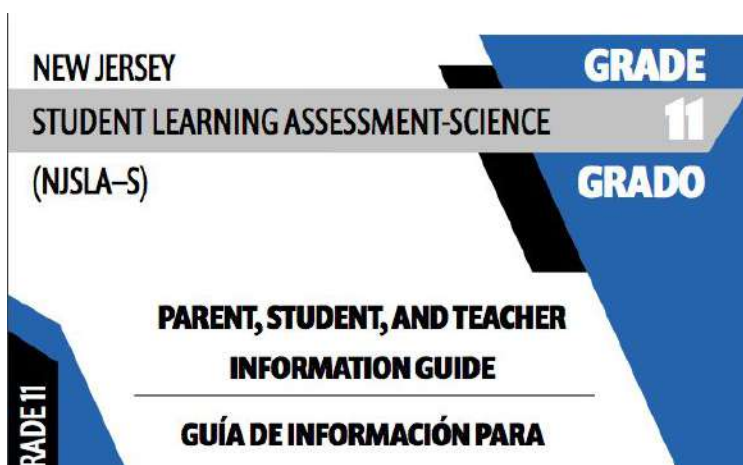 NEW JERSEY
STUDENT LEARNING ASSESSMENT-SCIENCE
(NJSLA–S)
GRADE
11
GRADO
PARENT, STUDENT, AND TEACHER
INFORMATION GUIDE
GUÍA DE INFORMACIÓN PARA
RADE 11